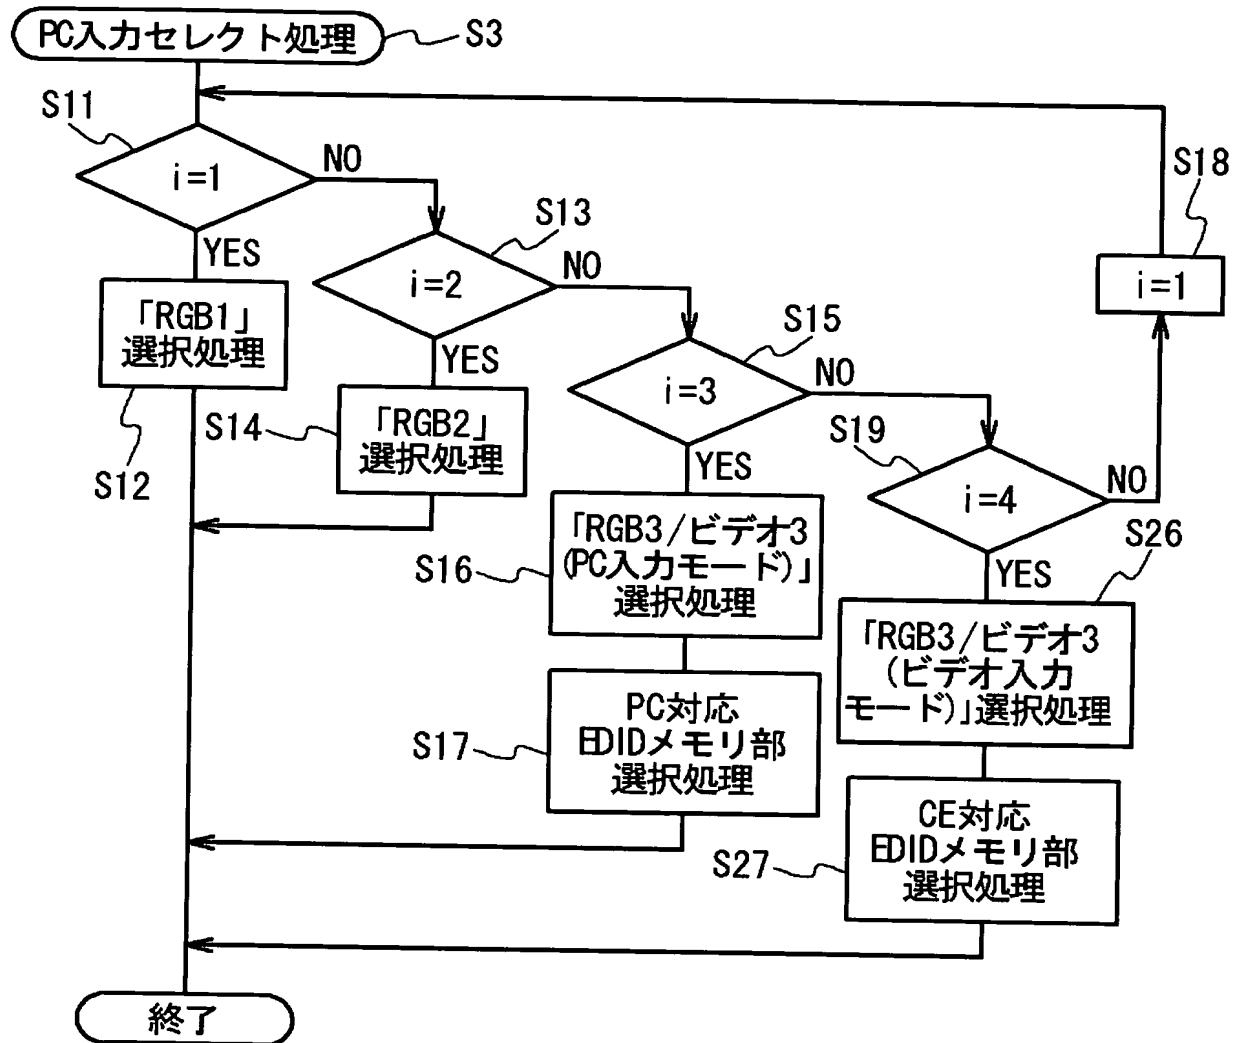 PC入力セレクト処理
S3
S11
i=1
NO
YES
S18
i=1
S13
i=2
NO
YES
「RGB1」
選択処理
S12
S15
i=3
NO
YES
S14
「RGB2」
選択処理
S19
i=4
NO
YES
S16
「RGB3/ビデオ3
(PC入力モード)」
選択処理
S26
「RGB3/ビデオ3
(ビデオ入力
モード)」選択処理
S17
PC対応
EDIDメモリ部
選択処理
S27
CE対応
EDIDメモリ部
選択処理
終了